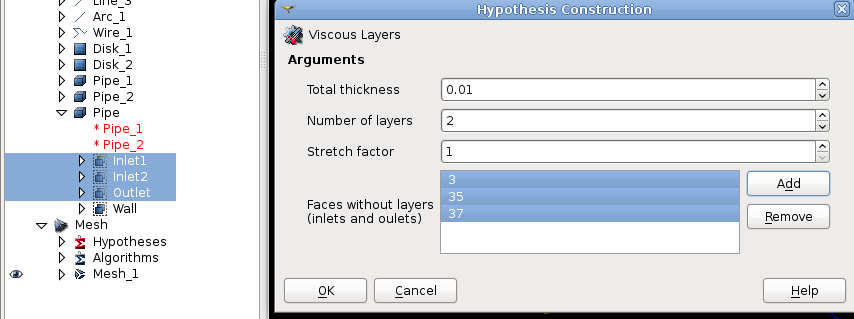 Line_3
Arc_1
Wire_1
Disk_1
Disk_2
Pipe_1
Pipe_2
Pipe
* Pipe_1
* Pipe_2
Inlet1
Inlet2
Outlet
Wall
Mesh
Hypotheses
Algorithms
Mesh_1
Hypothesis Construction
Viscous Layers
Arguments
Total thickness
0.01
Number of layers
2
Stretch factor
1
Faces without layers
(inlets and oulets)
3
35
37
Add
Remove
OK
Cancel
Help